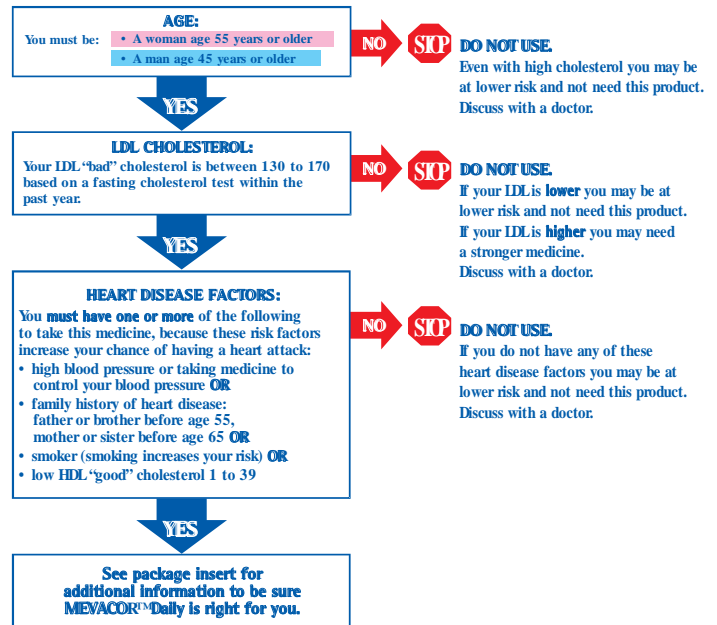 AGE:
You must be:
• A woman age 55 years or older
• A man age 45 years or older
NO
STOP
DO NOT USE.
Even with high cholesterol you may be
at lower risk and not need this product.
Discuss with a doctor.
YES
LDL CHOLESTEROL:
Your LDL “bad” cholesterol is between 130 to 170
based on a fasting cholesterol test within the
past year.
NO
STOP
DO NOT USE.
If your LDL is lower you may be at
lower risk and not need this product.
If your LDL is higher you may need
a stronger medicine.
Discuss with a doctor.
YES
HEART DISEASE FACTORS:
You must have one or more of the following
to take this medicine, because these risk factors
increase your chance of having a heart attack:
• high blood pressure or taking medicine to
control your blood pressure OR
• family history of heart disease:
father or brother before age 55,
mother or sister before age 65 OR
• smoker (smoking increases your risk) OR
• low HDL “good” cholesterol 1 to 39
NO
STOP
DO NOT USE.
If you do not have any of these
heart disease factors you may be at
lower risk and not need this product.
Discuss with a doctor.
YES
See package insert for
additional information to be sure
MEVACOR™ Daily is right for you.